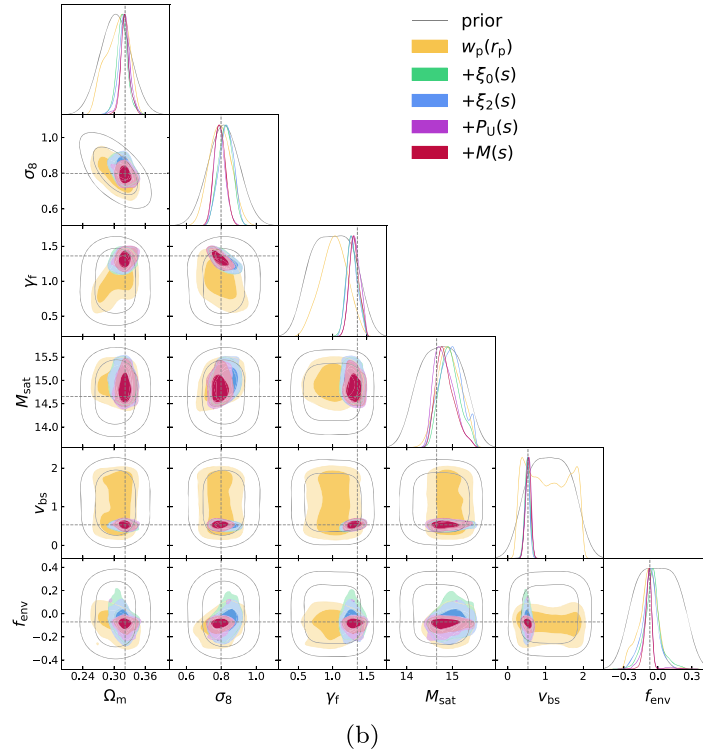 prior
w_p(r_p)
+ξ_0(s)
+ξ_2(s)
+P_U(s)
+M(s)
σ_8
1.0
0.8
0.6
γ_f
1.5
1.0
0.5
M_sat
15.5
15.0
14.5
14.0
v_bs
2
1
0
f_env
0.4
0.2
0.0
−0.2
−0.4
0.24 0.30 0.36
0.6 0.8 1.0
0.5 1.0 1.5
14 15
0 1 2
−0.3 0.0 0.3
Ω_m σ_8 γ_f M_sat v_bs f_env
(b)